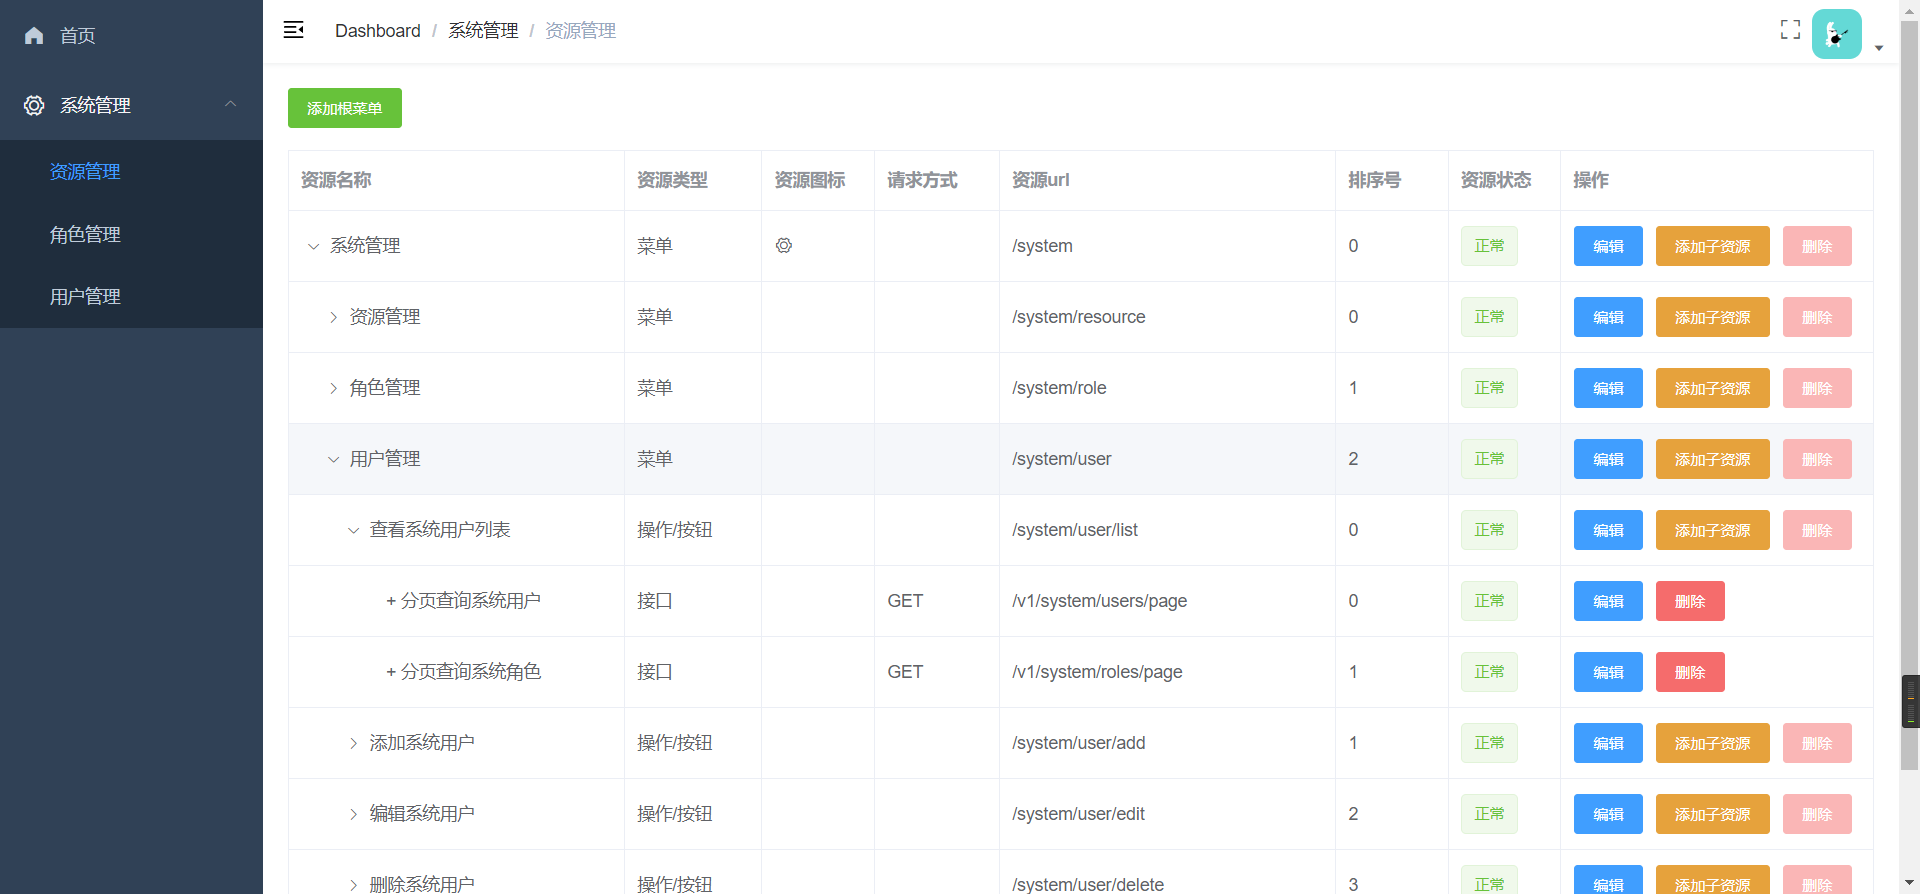 首页
系统管理
资源管理
角色管理
用户管理
Dashboard / 系统管理 / 资源管理
添加根菜单
资源名称 资源类型 资源图标 请求方式 资源url 排序号 资源状态 操作
系统管理 菜单 /system 0 正常 编辑 添加子资源 删除
资源管理 菜单 /system/resource 0 正常 编辑 添加子资源 删除
角色管理 菜单 /system/role 1 正常 编辑 添加子资源 删除
用户管理 菜单 /system/user 2 正常 编辑 添加子资源 删除
查看系统用户列表 操作/按钮 /system/user/list 0 正常 编辑 添加子资源 删除
+ 分页查询系统用户 接口 GET /v1/system/users/page 0 正常 编辑 删除
+ 分页查询系统角色 接口 GET /v1/system/roles/page 1 正常 编辑 删除
添加系统用户 操作/按钮 /system/user/add 1 正常 编辑 添加子资源 删除
编辑系统用户 操作/按钮 /system/user/edit 2 正常 编辑 添加子资源 删除
删除系统用户 操作/按钮 /system/user/delete 3 正常 编辑 添加子资源 删除